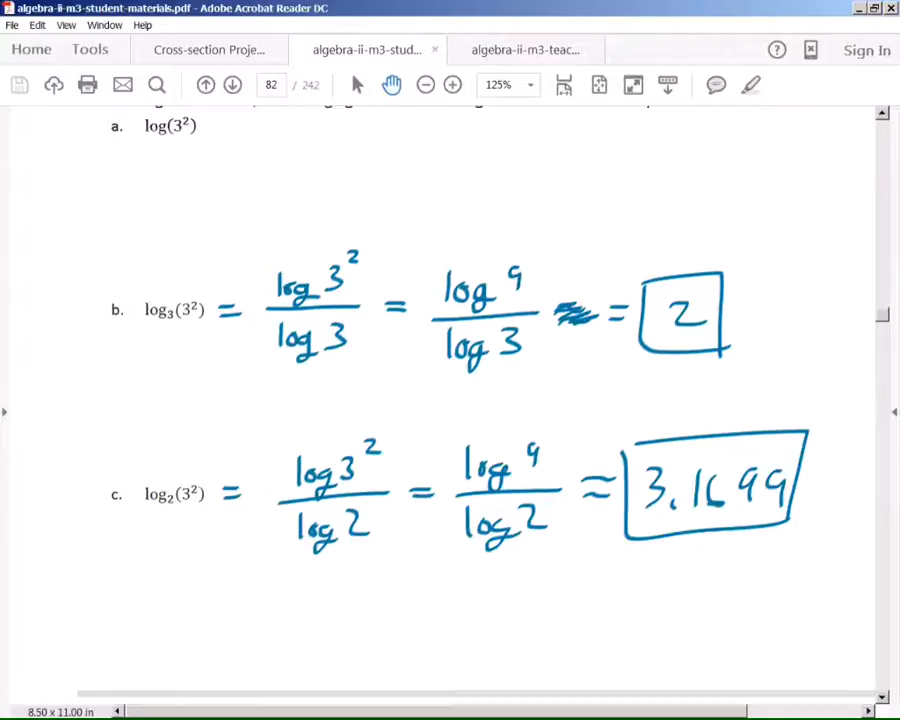 algebra-ii-m3-student-materials.pdf - Adobe Acrobat Reader DC
File Edit View Window Help
Home Tools Cross-section Proje... algebra-ii-m3-stud... × algebra-ii-m3-teac... Sign In
82 / 242 125%
a. log(3²)
b. log₃(3²) = log 3² / log 3 = log 9 / log 3 = 2
c. log₂(3²) = log 3² / log 2 = log 9 / log 2 ≈ 3.1699
8.50 x 11.00 in